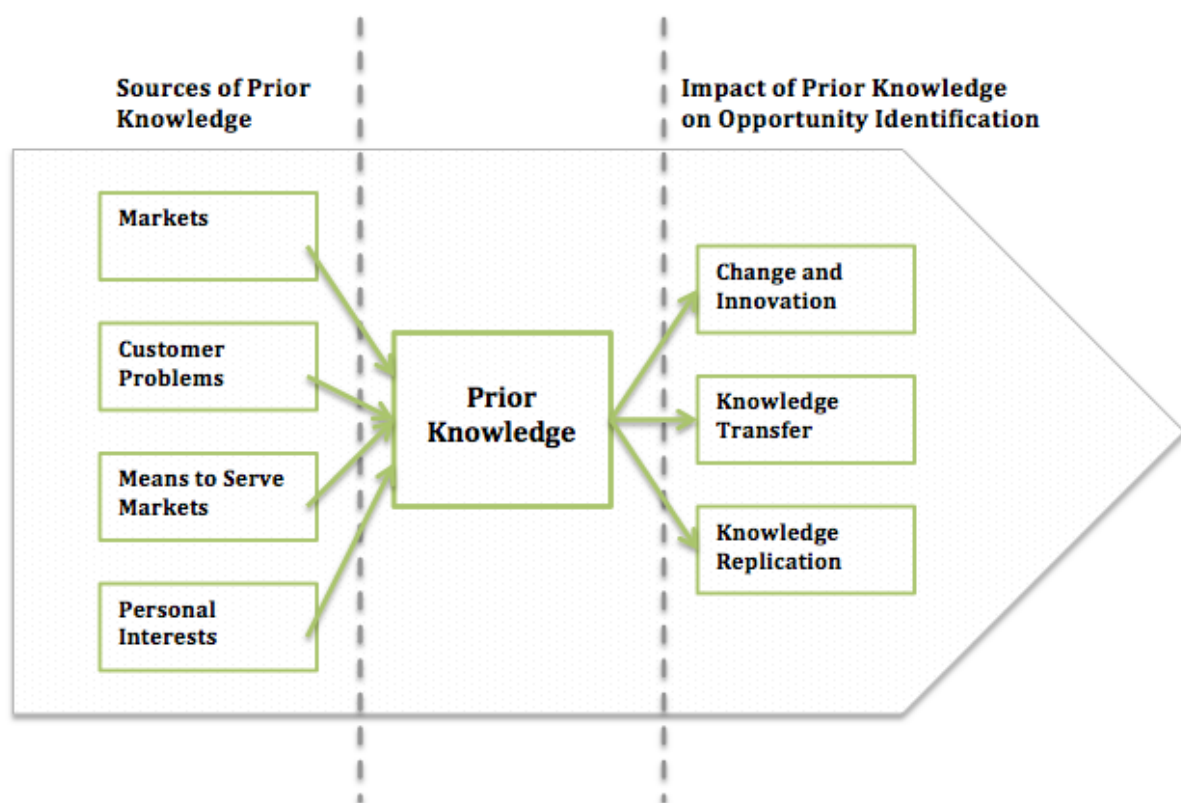 Sources of Prior
Knowledge
Impact of Prior Knowledge
on Opportunity Identification
Markets
Customer
Problems
Means to Serve
Markets
Personal
Interests
Prior
Knowledge
Change and
Innovation
Knowledge
Transfer
Knowledge
Replication